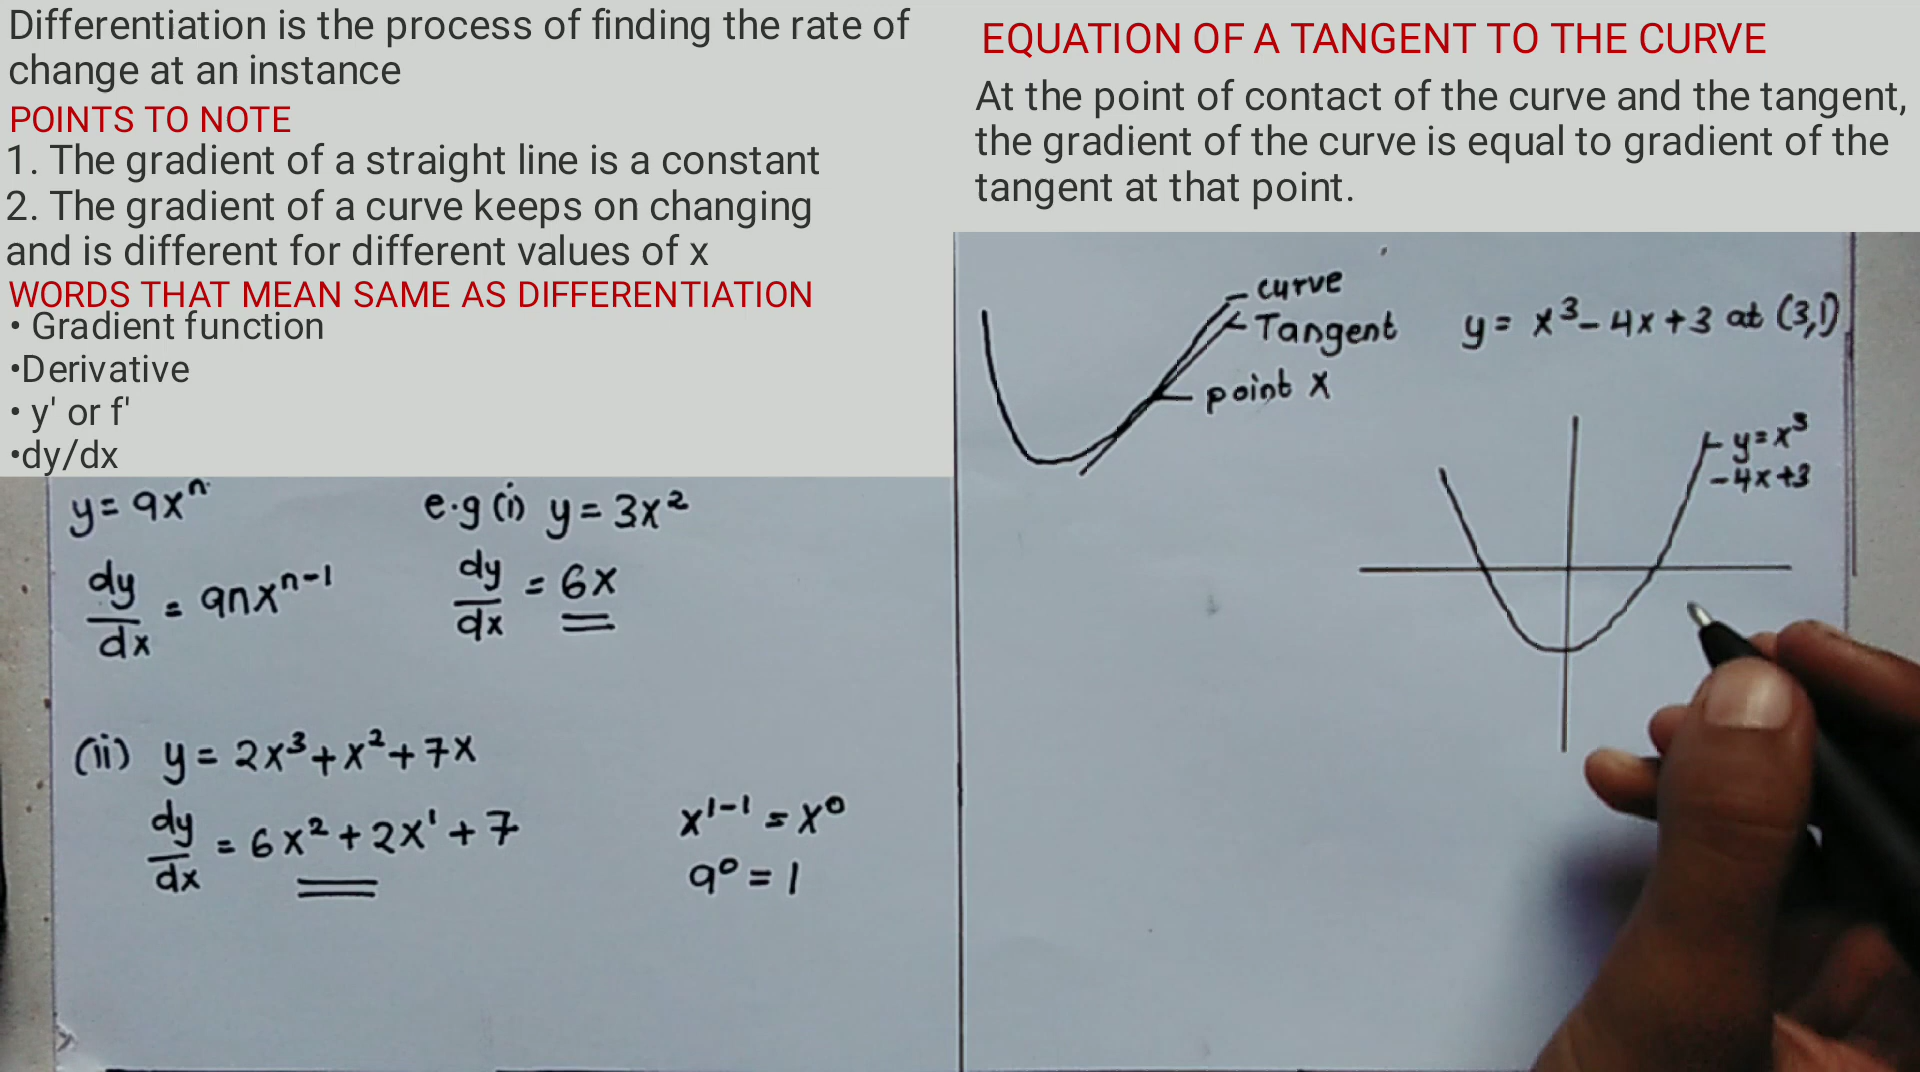 Differentiation is the process of finding the rate of
change at an instance
POINTS TO NOTE
1. The gradient of a straight line is a constant
2. The gradient of a curve keeps on changing
and is different for different values of x
WORDS THAT MEAN SAME AS DIFFERENTIATION
• Gradient function
•Derivative
• y' or f'
•dy/dx
y = ax^n
dy/dx = anx^{n-1}
e.g (i) y = 3x²
dy/dx = 6x
(ii) y = 2x³ + x² + 7x
dy/dx = 6x² + 2x¹ + 7
x^{1-1} = x⁰
a⁰ = 1
EQUATION OF A TANGENT TO THE CURVE
At the point of contact of the curve and the tangent,
the gradient of the curve is equal to gradient of the
tangent at that point.
curve
Tangent
point X
y = x³ - 4x + 3 at (3,1)
y = x³
- 4x + 3